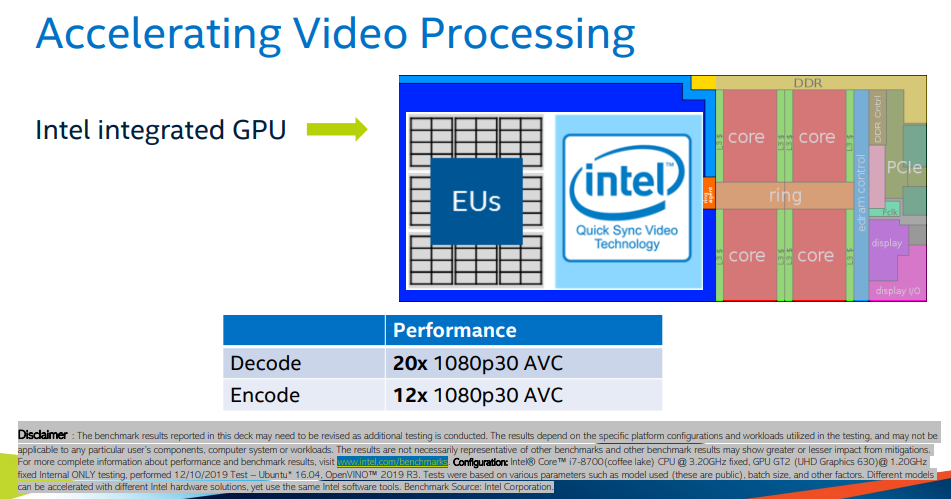 Accelerating Video Processing
Intel integrated GPU
EUs
intel
Quick Sync Video
Technology
DDR
core
core
DDR Cntrl
PCIe
ring
edram control
core
core
display
display I/O
Performance
Decode
20x 1080p30 AVC
Encode
12x 1080p30 AVC
Disclaimer : The benchmark results reported in this deck may need to be revised as additional testing is conducted. The results depend on the specific platform configurations and workloads utilized in the testing, and may not be
applicable to any particular user's components, computer system or workloads. The results are not necessarily representative of other benchmarks and other benchmark results may show greater or lesser impact from mitigations.
For more complete information about performance and benchmark results, visit www.intel.com/benchmarks. Configuration: Intel® Core™ i7-8700(coffee lake) CPU @ 3.20GHz fixed, GPU GT2 (UHD Graphics 630)@ 1.20GHz
fixed Internal ONLY testing, performed 12/10/2019 Test – Ubuntu* 16.04, OpenVINO™ 2019 R3. Tests were based on various parameters such as model used (these are public), batch size, and other factors. Different models
can be accelerated with different Intel hardware solutions, yet use the same Intel software tools. Benchmark Source: Intel Corporation.